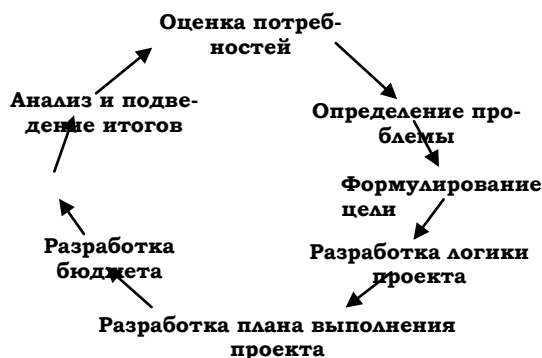 Оценка потреб-
ностей
Определение про-
блемы
Формулирование
цели
Разработка логики
проекта
Разработка плана выполнения
проекта
Разработка
бюджета
Анализ и подве-
дение итогов